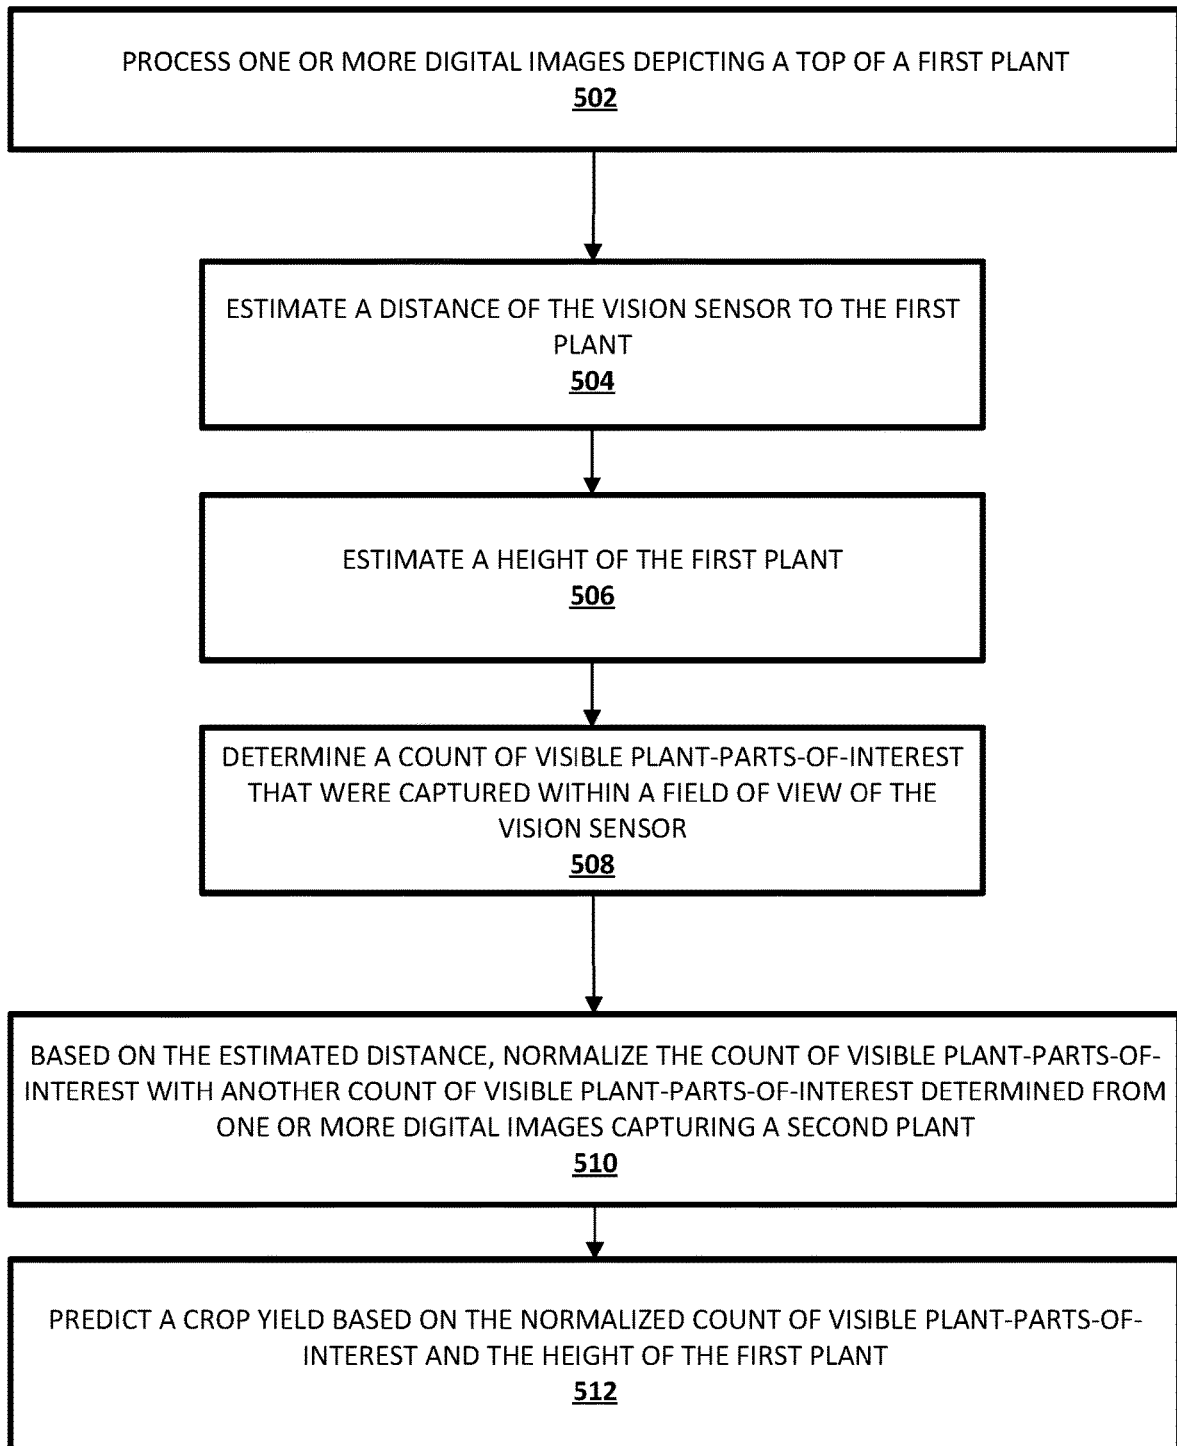 PROCESS ONE OR MORE DIGITAL IMAGES DEPICTING A TOP OF A FIRST PLANT
502
ESTIMATE A DISTANCE OF THE VISION SENSOR TO THE FIRST
PLANT
504
ESTIMATE A HEIGHT OF THE FIRST PLANT
506
DETERMINE A COUNT OF VISIBLE PLANT-PARTS-OF-INTEREST
THAT WERE CAPTURED WITHIN A FIELD OF VIEW OF THE
VISION SENSOR
508
BASED ON THE ESTIMATED DISTANCE, NORMALIZE THE COUNT OF VISIBLE PLANT-PARTS-OF-
INTEREST WITH ANOTHER COUNT OF VISIBLE PLANT-PARTS-OF-INTEREST DETERMINED FROM
ONE OR MORE DIGITAL IMAGES CAPTURING A SECOND PLANT
510
PREDICT A CROP YIELD BASED ON THE NORMALIZED COUNT OF VISIBLE PLANT-PARTS-OF-
INTEREST AND THE HEIGHT OF THE FIRST PLANT
512